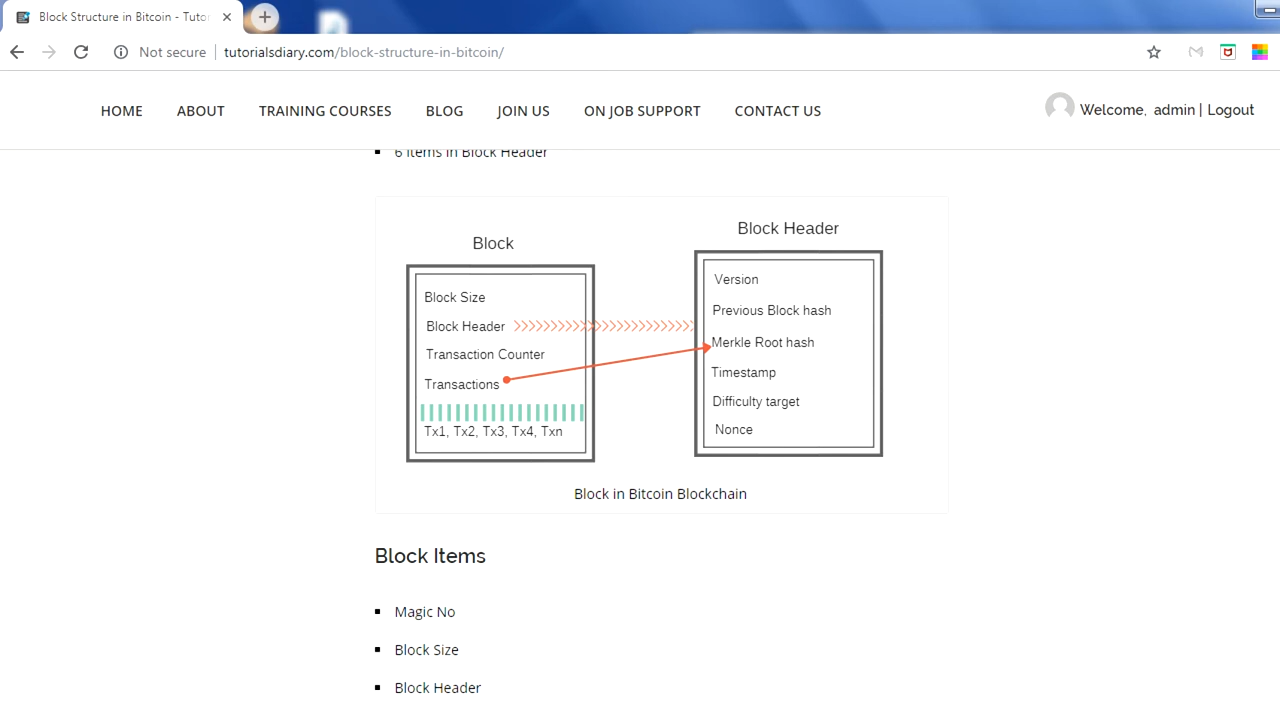 Block Structure in Bitcoin - Tutor
Not secure
tutorialsdiary.com/block-structure-in-bitcoin/
HOME ABOUT TRAINING COURSES BLOG JOIN US ON JOB SUPPORT CONTACT US
Welcome, admin | Logout
6 Items in Block Header
Block
Block Size
Block Header
Transaction Counter
Transactions
Tx1, Tx2, Tx3, Tx4, Txn
Block Header
Version
Previous Block hash
Merkle Root hash
Timestamp
Difficulty target
Nonce
Block in Bitcoin Blockchain
Block Items
Magic No
Block Size
Block Header